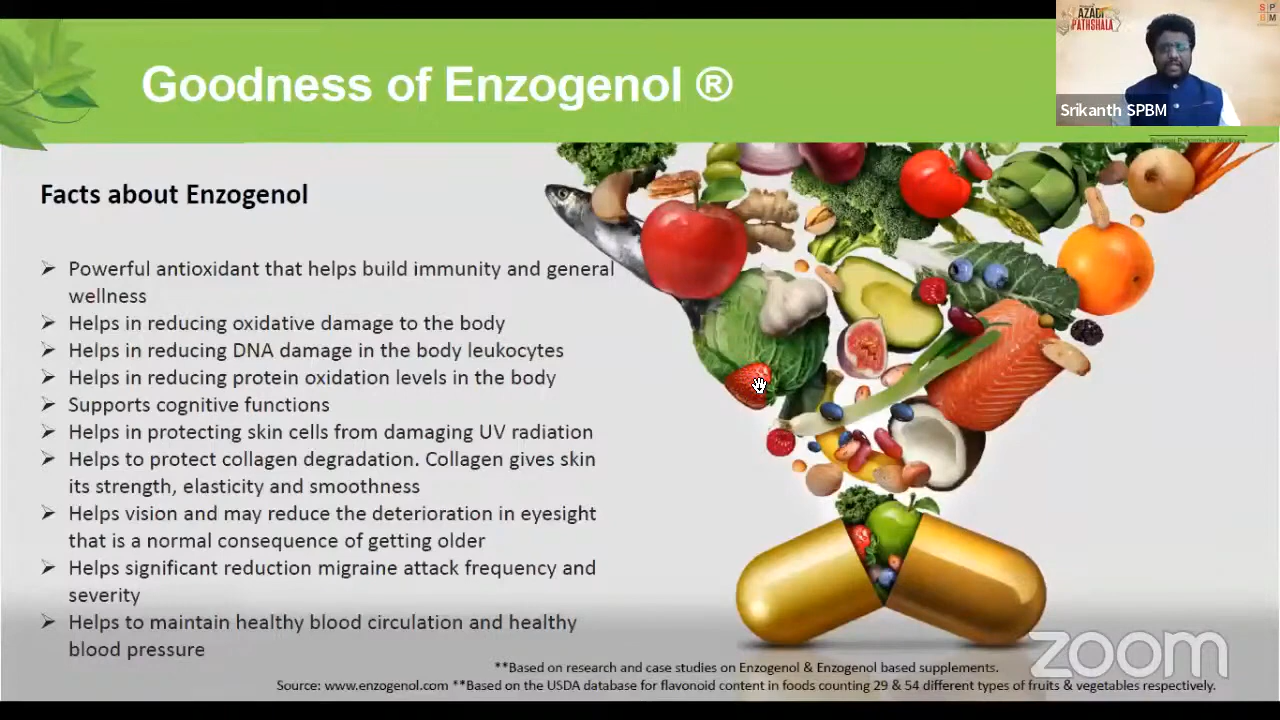 Goodness of Enzogenol ®
AZADI
PATHSHALA
S P
B M
Srikanth SPBM
Facts about Enzogenol
➢ Powerful antioxidant that helps build immunity and general
wellness
➢ Helps in reducing oxidative damage to the body
➢ Helps in reducing DNA damage in the body leukocytes
➢ Helps in reducing protein oxidation levels in the body
➢ Supports cognitive functions
➢ Helps in protecting skin cells from damaging UV radiation
➢ Helps to protect collagen degradation. Collagen gives skin
its strength, elasticity and smoothness
➢ Helps vision and may reduce the deterioration in eyesight
that is a normal consequence of getting older
➢ Helps significant reduction migraine attack frequency and
severity
➢ Helps to maintain healthy blood circulation and healthy
blood pressure
zoom
**Based on research and case studies on Enzogenol & Enzogenol based supplements.
Source: www.enzogenol.com **Based on the USDA database for flavonoid content in foods counting 29 & 54 different types of fruits & vegetables respectively.